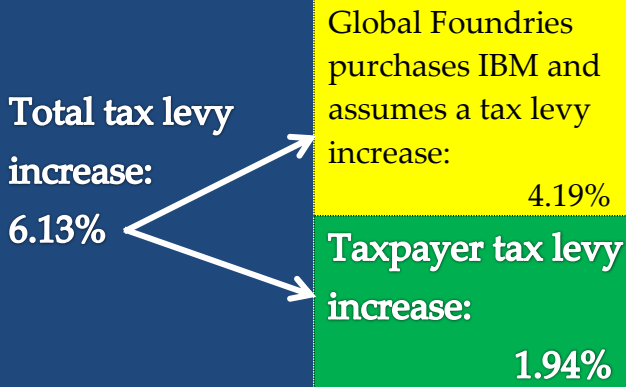 Total tax levy
increase:
6.13%
Global Foundries
purchases IBM and
assumes a tax levy
increase:
4.19%
Taxpayer tax levy
increase:
1.94%